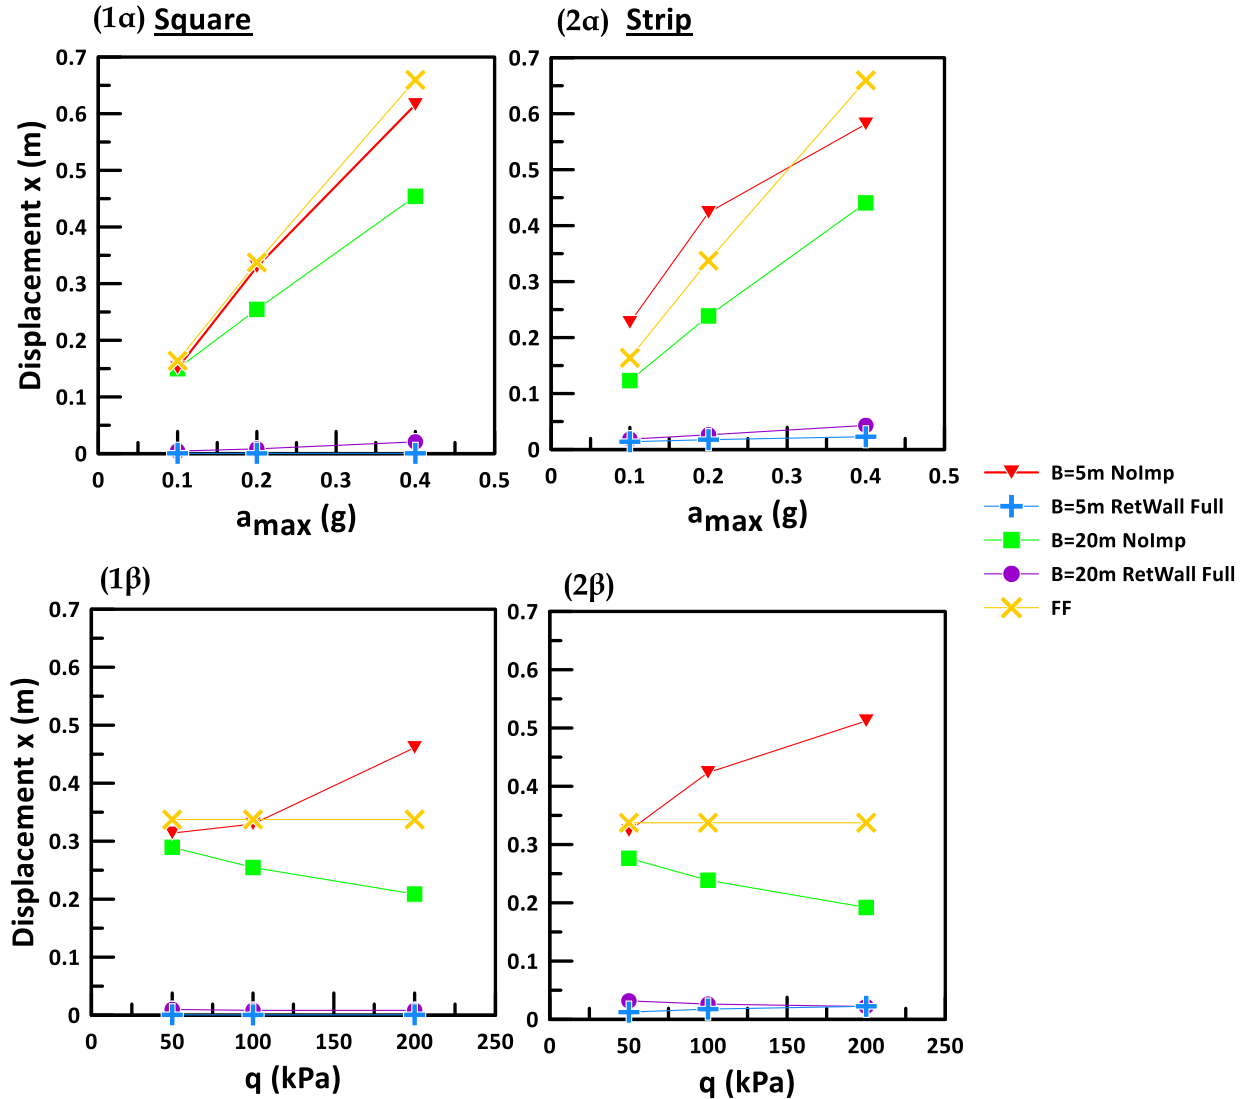 (1α) Square
(2α) Strip
0.7
0.6
0.5
0.4
0.3
0.2
0.1
0
Displacement x (m)
0 0.1 0.2 0.3 0.4 0.5
amax (g)
0.7
0.6
0.5
0.4
0.3
0.2
0.1
0
0 0.1 0.2 0.3 0.4 0.5
amax (g)
B=5m NoImp
B=5m RetWall Full
B=20m NoImp
B=20m RetWall Full
FF
(1β)
(2β)
0.7
0.6
0.5
0.4
0.3
0.2
0.1
0
Displacement x (m)
0 50 100 150 200 250
q (kPa)
0.7
0.6
0.5
0.4
0.3
0.2
0.1
0
0 50 100 150 200 250
q (kPa)